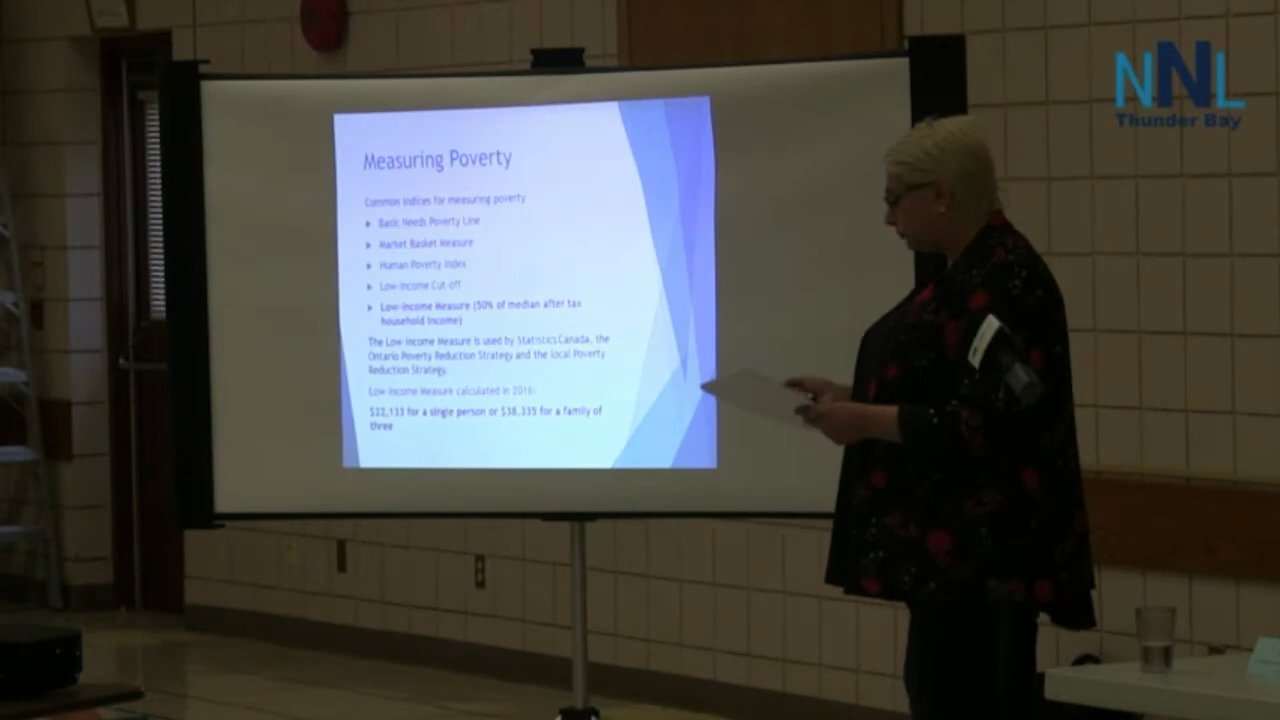 NNL
Thunder Bay
Measuring Poverty
Common indices for measuring poverty
Basic Needs Poverty Line
Market Basket Measure
Human Poverty Index
Low-Income Cut-off
Low-Income Measure (50% of median after tax
household income)
The Low Income Measure is used by Statistics Canada, the
Ontario Poverty Reduction Strategy and the local Poverty
Reduction Strategy.
Low-Income Measure calculated in 2016:
$22,133 for a single person or $38,335 for a family of
three